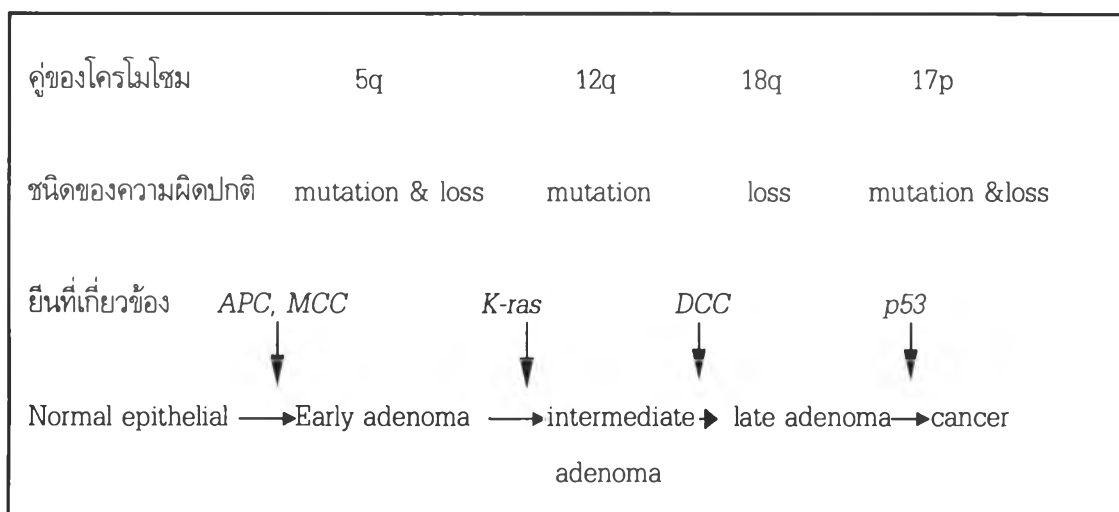 คู่ของโครโมโซม 5q 12q 18q 17p
ชนิดของความผิดปกติ mutation & loss mutation loss mutation &loss
ยีนที่เกี่ยวข้อง APC, MCC K-ras DCC p53
Normal epithelial Early adenoma intermediate late adenoma cancer
adenoma